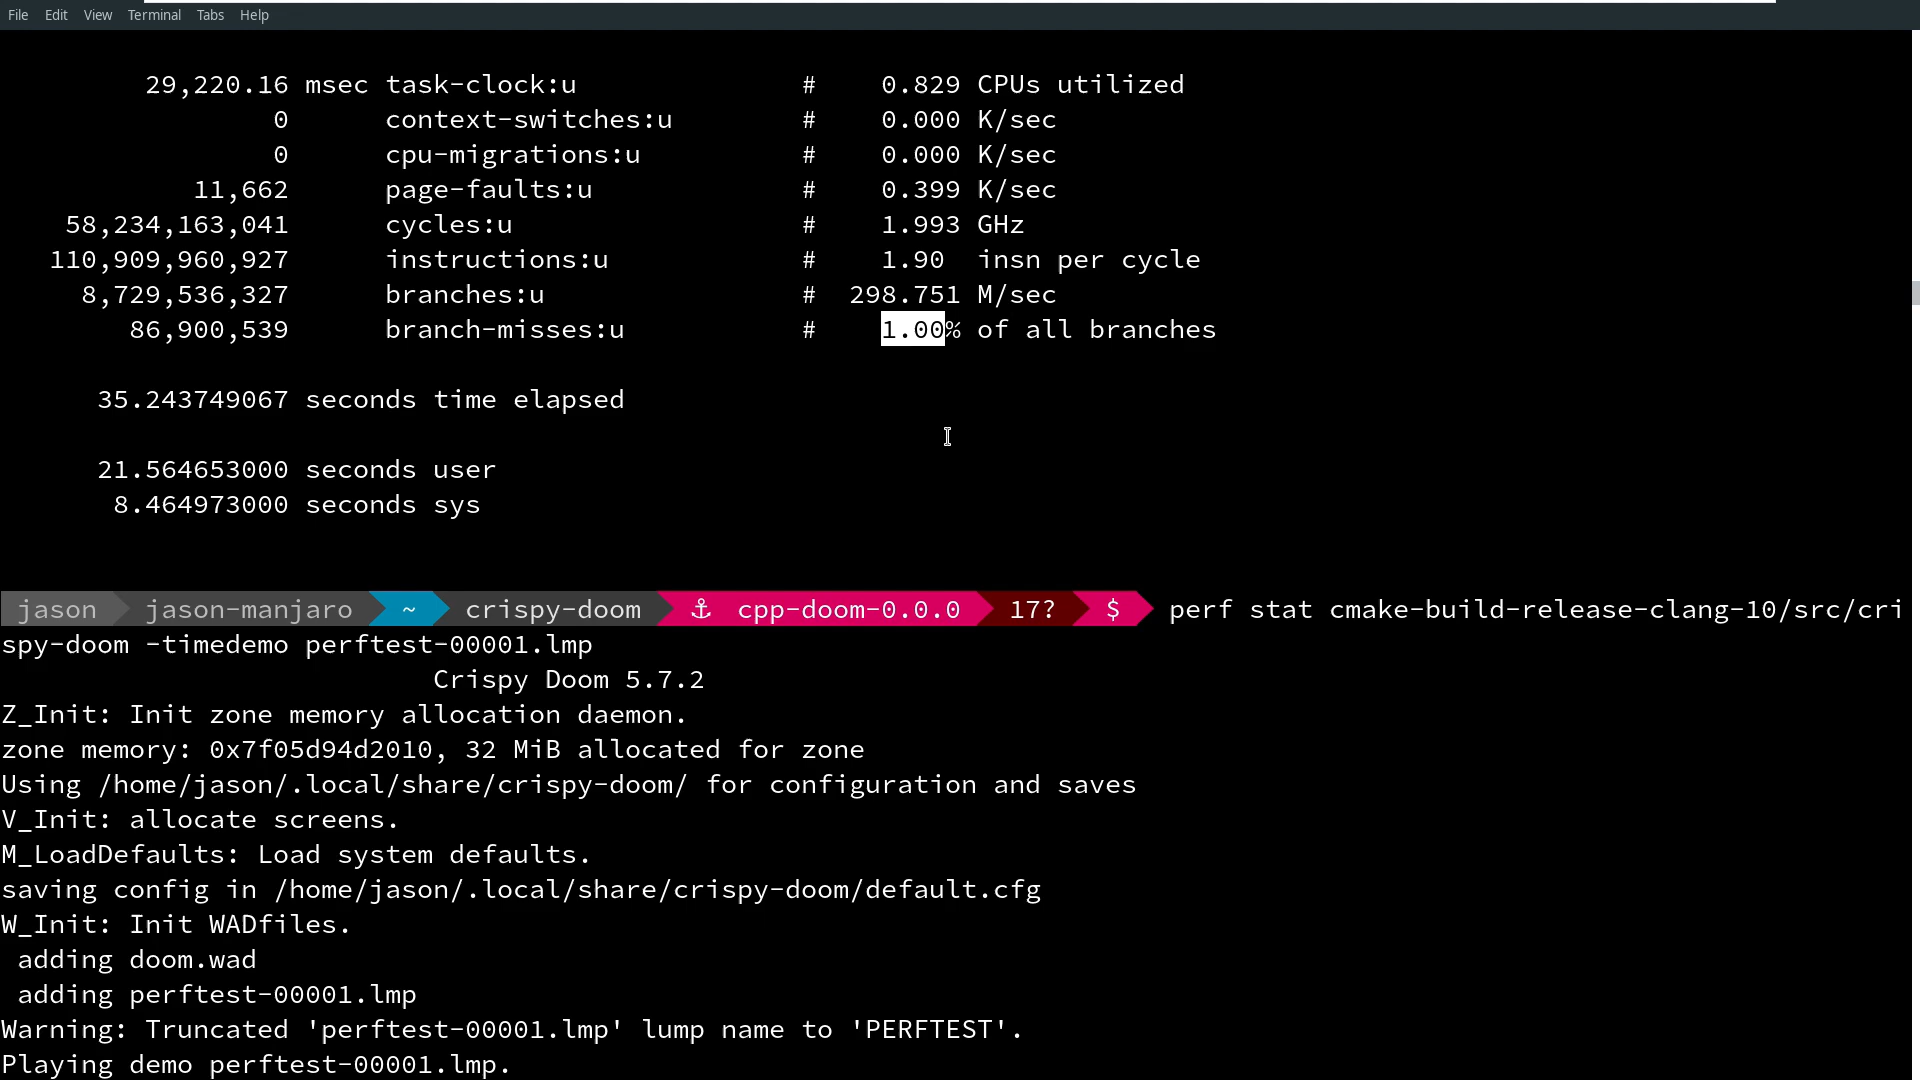 File Edit View Terminal Tabs Help
29,220.16 msec task-clock:u # 0.829 CPUs utilized
0 context-switches:u # 0.000 K/sec
0 cpu-migrations:u # 0.000 K/sec
11,662 page-faults:u # 0.399 K/sec
58,234,163,041 cycles:u # 1.993 GHz
110,909,960,927 instructions:u # 1.90 insn per cycle
8,729,536,327 branches:u # 298.751 M/sec
86,900,539 branch-misses:u # 1.00% of all branches
35.243749067 seconds time elapsed
21.564653000 seconds user
8.464973000 seconds sys
jason jason-manjaro ~ crispy-doom ⚓ cpp-doom-0.0.0 17? $ perf stat cmake-build-release-clang-10/src/cri
spy-doom -timedemo perftest-00001.lmp
Crispy Doom 5.7.2
Z_Init: Init zone memory allocation daemon.
zone memory: 0x7f05d94d2010, 32 MiB allocated for zone
Using /home/jason/.local/share/crispy-doom/ for configuration and saves
V_Init: allocate screens.
M_LoadDefaults: Load system defaults.
saving config in /home/jason/.local/share/crispy-doom/default.cfg
W_Init: Init WADfiles.
adding doom.wad
adding perftest-00001.lmp
Warning: Truncated 'perftest-00001.lmp' lump name to 'PERFTEST'.
Playing demo perftest-00001.lmp.